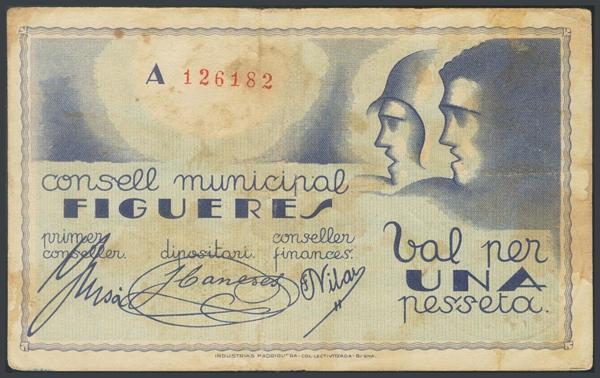 A 126182
consell municipal
FIGUERES
primer conseller. dipositari. conseller finances.
Val per
UNA
pesseta.